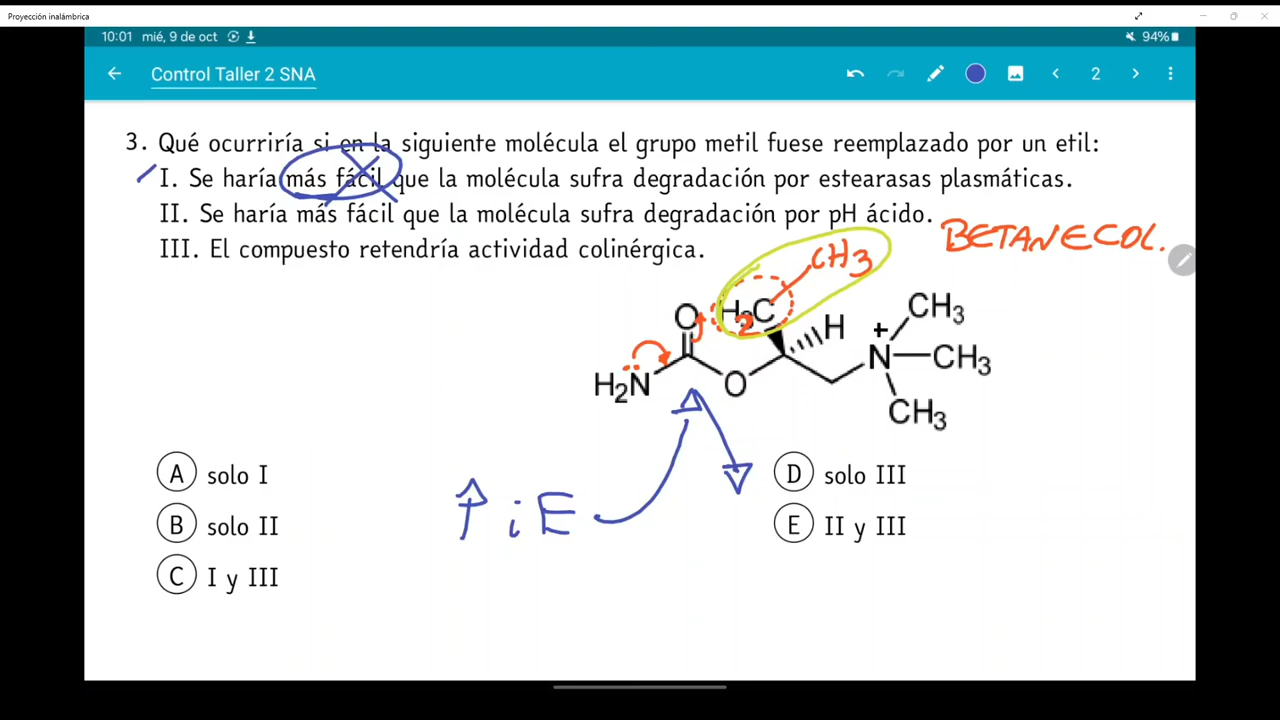 Proyección inalámbrica
10:01 mié, 9 de oct 94%
Control Taller 2 SNA
2
3. Qué ocurriría si en la siguiente molécula el grupo metil fuese reemplazado por un etil:
I. Se haría más fácil que la molécula sufra degradación por estearasas plasmáticas.
II. Se haría más fácil que la molécula sufra degradación por pH ácido.
III. El compuesto retendría actividad colinérgica.
BETANECOL.
CH3
O H2C H CH3
+
N CH3
H2N O
CH3
↑ iE
A solo I
B solo II
C I y III
D solo III
E II y III